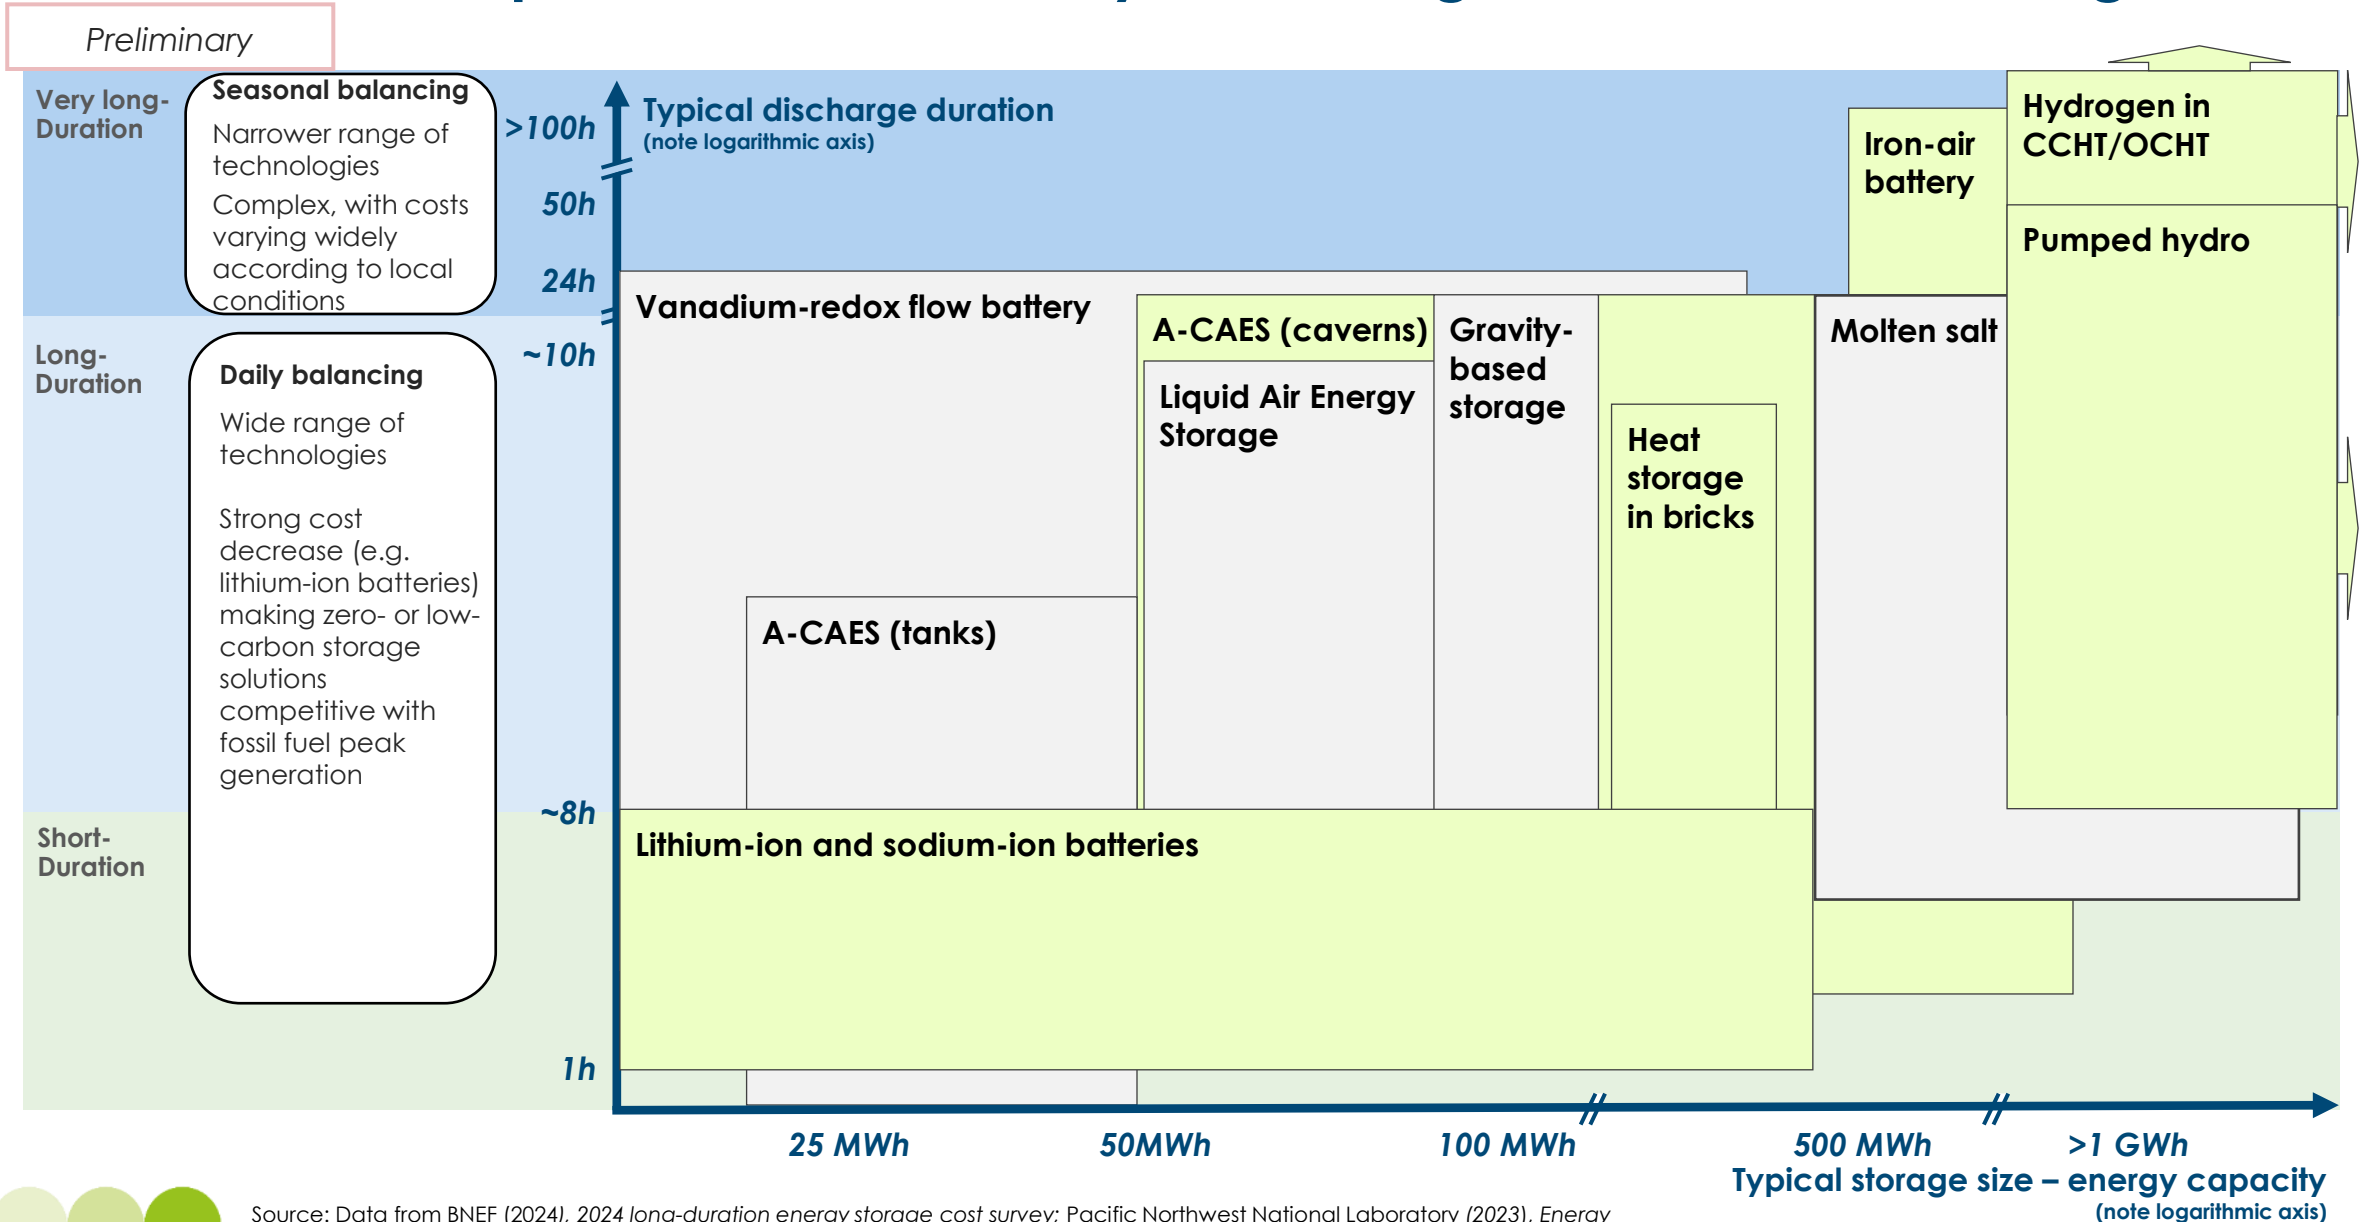 Preliminary
Very long-
Duration
Seasonal balancing
Narrower range of
technologies
Complex, with costs
varying widely
according to local
conditions
Long-
Duration
Daily balancing
Wide range of
technologies
Strong cost
decrease (e.g.
lithium-ion batteries)
making zero- or low-
carbon storage
solutions
competitive with
fossil fuel peak
generation
Short-
Duration
>100h
50h
24h
~10h
~8h
1h
Typical discharge duration
(note logarithmic axis)
Vanadium-redox flow battery
A-CAES (tanks)
A-CAES (caverns)
Liquid Air Energy
Storage
Gravity-
based
storage
Heat
storage
in bricks
Molten salt
Iron-air
battery
Hydrogen in
CCHT/OCHT
Pumped hydro
Lithium-ion and sodium-ion batteries
25 MWh
50MWh
100 MWh
500 MWh
>1 GWh
Typical storage size – energy capacity
(note logarithmic axis)
Source: Data from BNEF (2024), 2024 long-duration energy storage cost survey; Pacific Northwest National Laboratory (2023), Energy